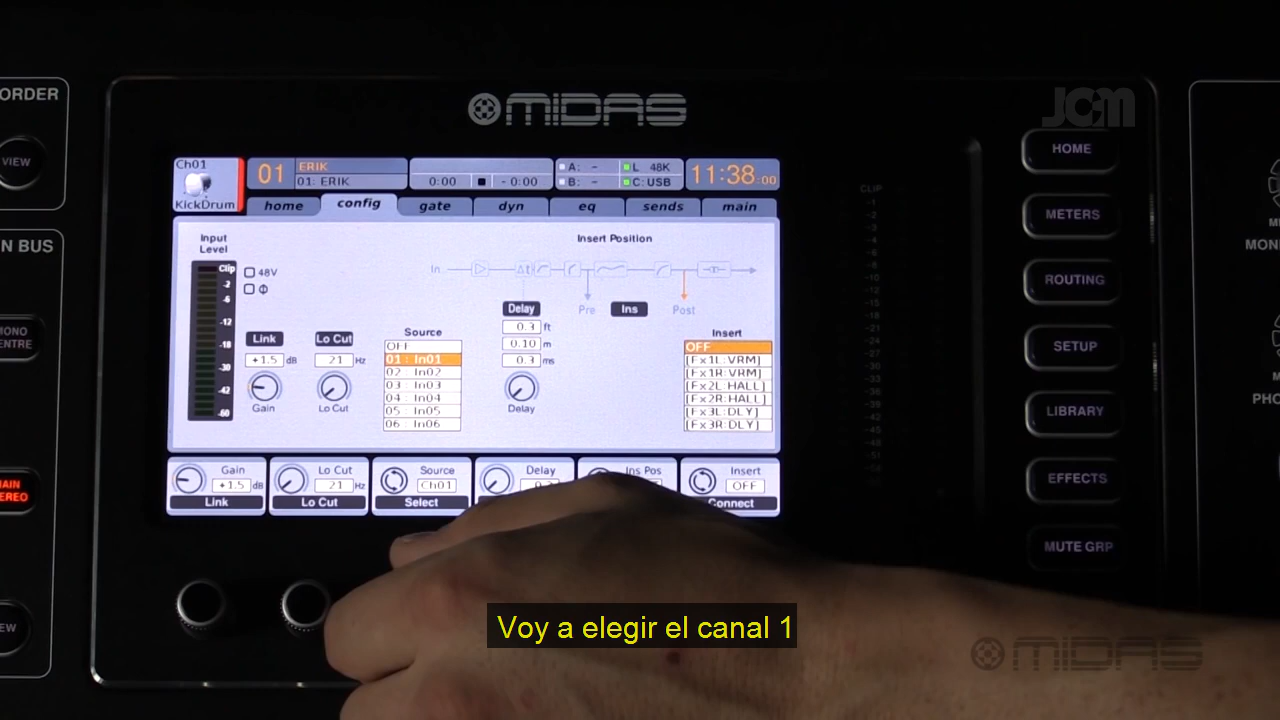 ORDER
VIEW
N BUS
MONO
ENTRE
MAIN
EREO
EW
MIDAS
JCM
Ch01
KickDrum
01
ERIK
01: ERIK
0:00 - 0:00
A: - L 48K
B: - C: USB
11:38:00
home config gate dyn eq sends main
Input
Level
Clip
-2
-6
-12
-18
-30
-42
-60
48V
Φ
Link
+1.5 dB
Gain
Lo Cut
21 Hz
Lo Cut
Source
OFF
01 : In01
02 : In02
03 : In03
04 : In04
05 : In05
06 : In06
Insert Position
In
Δt
Pre
Ins
Post
Delay
0.3 ft
0.10 m
0.3 ms
Delay
Insert
OFF
[Fx1L:VRM]
[Fx1R:VRM]
[Fx2L:HALL]
[Fx2R:HALL]
[Fx3L:DLY]
[Fx3R:DLY]
Gain
+1.5 dB
Link
Lo Cut
21 Hz
Lo Cut
Source
Ch01
Select
Delay
Ins Pos
Insert
OFF
Connect
CLIP
HOME
METERS
ROUTING
SETUP
LIBRARY
EFFECTS
MUTE GRP
MON
PHO
Voy a elegir el canal 1
MIDAS